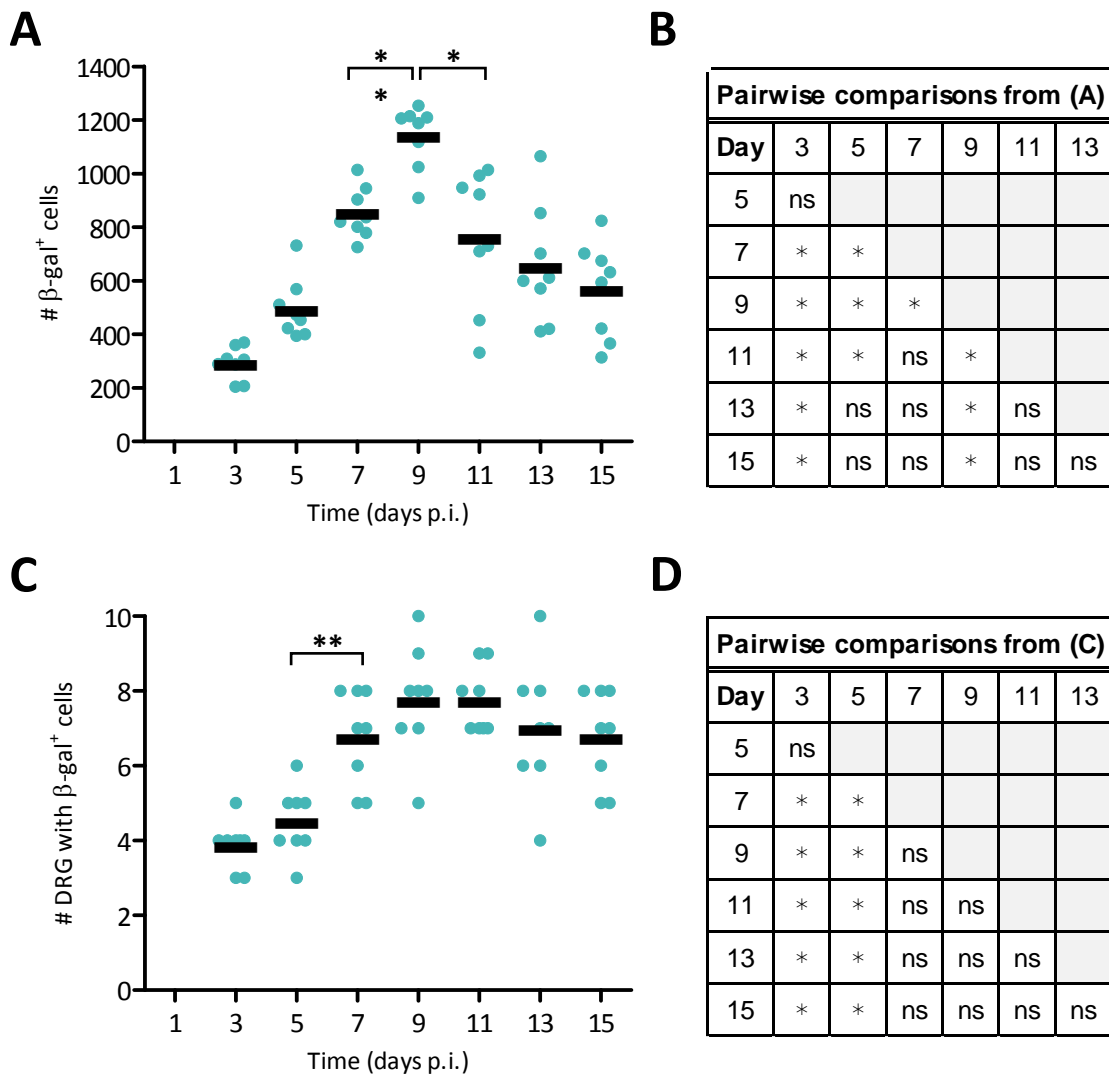 A
# β-gal⁺ cells
1400
1200
1000
800
600
400
200
0
* *
*
1 3 5 7 9 11 13 15
Time (days p.i.)
B
Pairwise comparisons from (A)
Day 3 5 7 9 11 13
5 ns
7 * *
9 * * *
11 * * ns *
13 * ns ns * ns
15 * ns ns * ns ns
C
# DRG with β-gal⁺ cells
10
8
6
4
2
0
**
1 3 5 7 9 11 13 15
Time (days p.i.)
D
Pairwise comparisons from (C)
Day 3 5 7 9 11 13
5 ns
7 * *
9 * * ns
11 * * ns ns
13 * * ns ns ns
15 * * ns ns ns ns